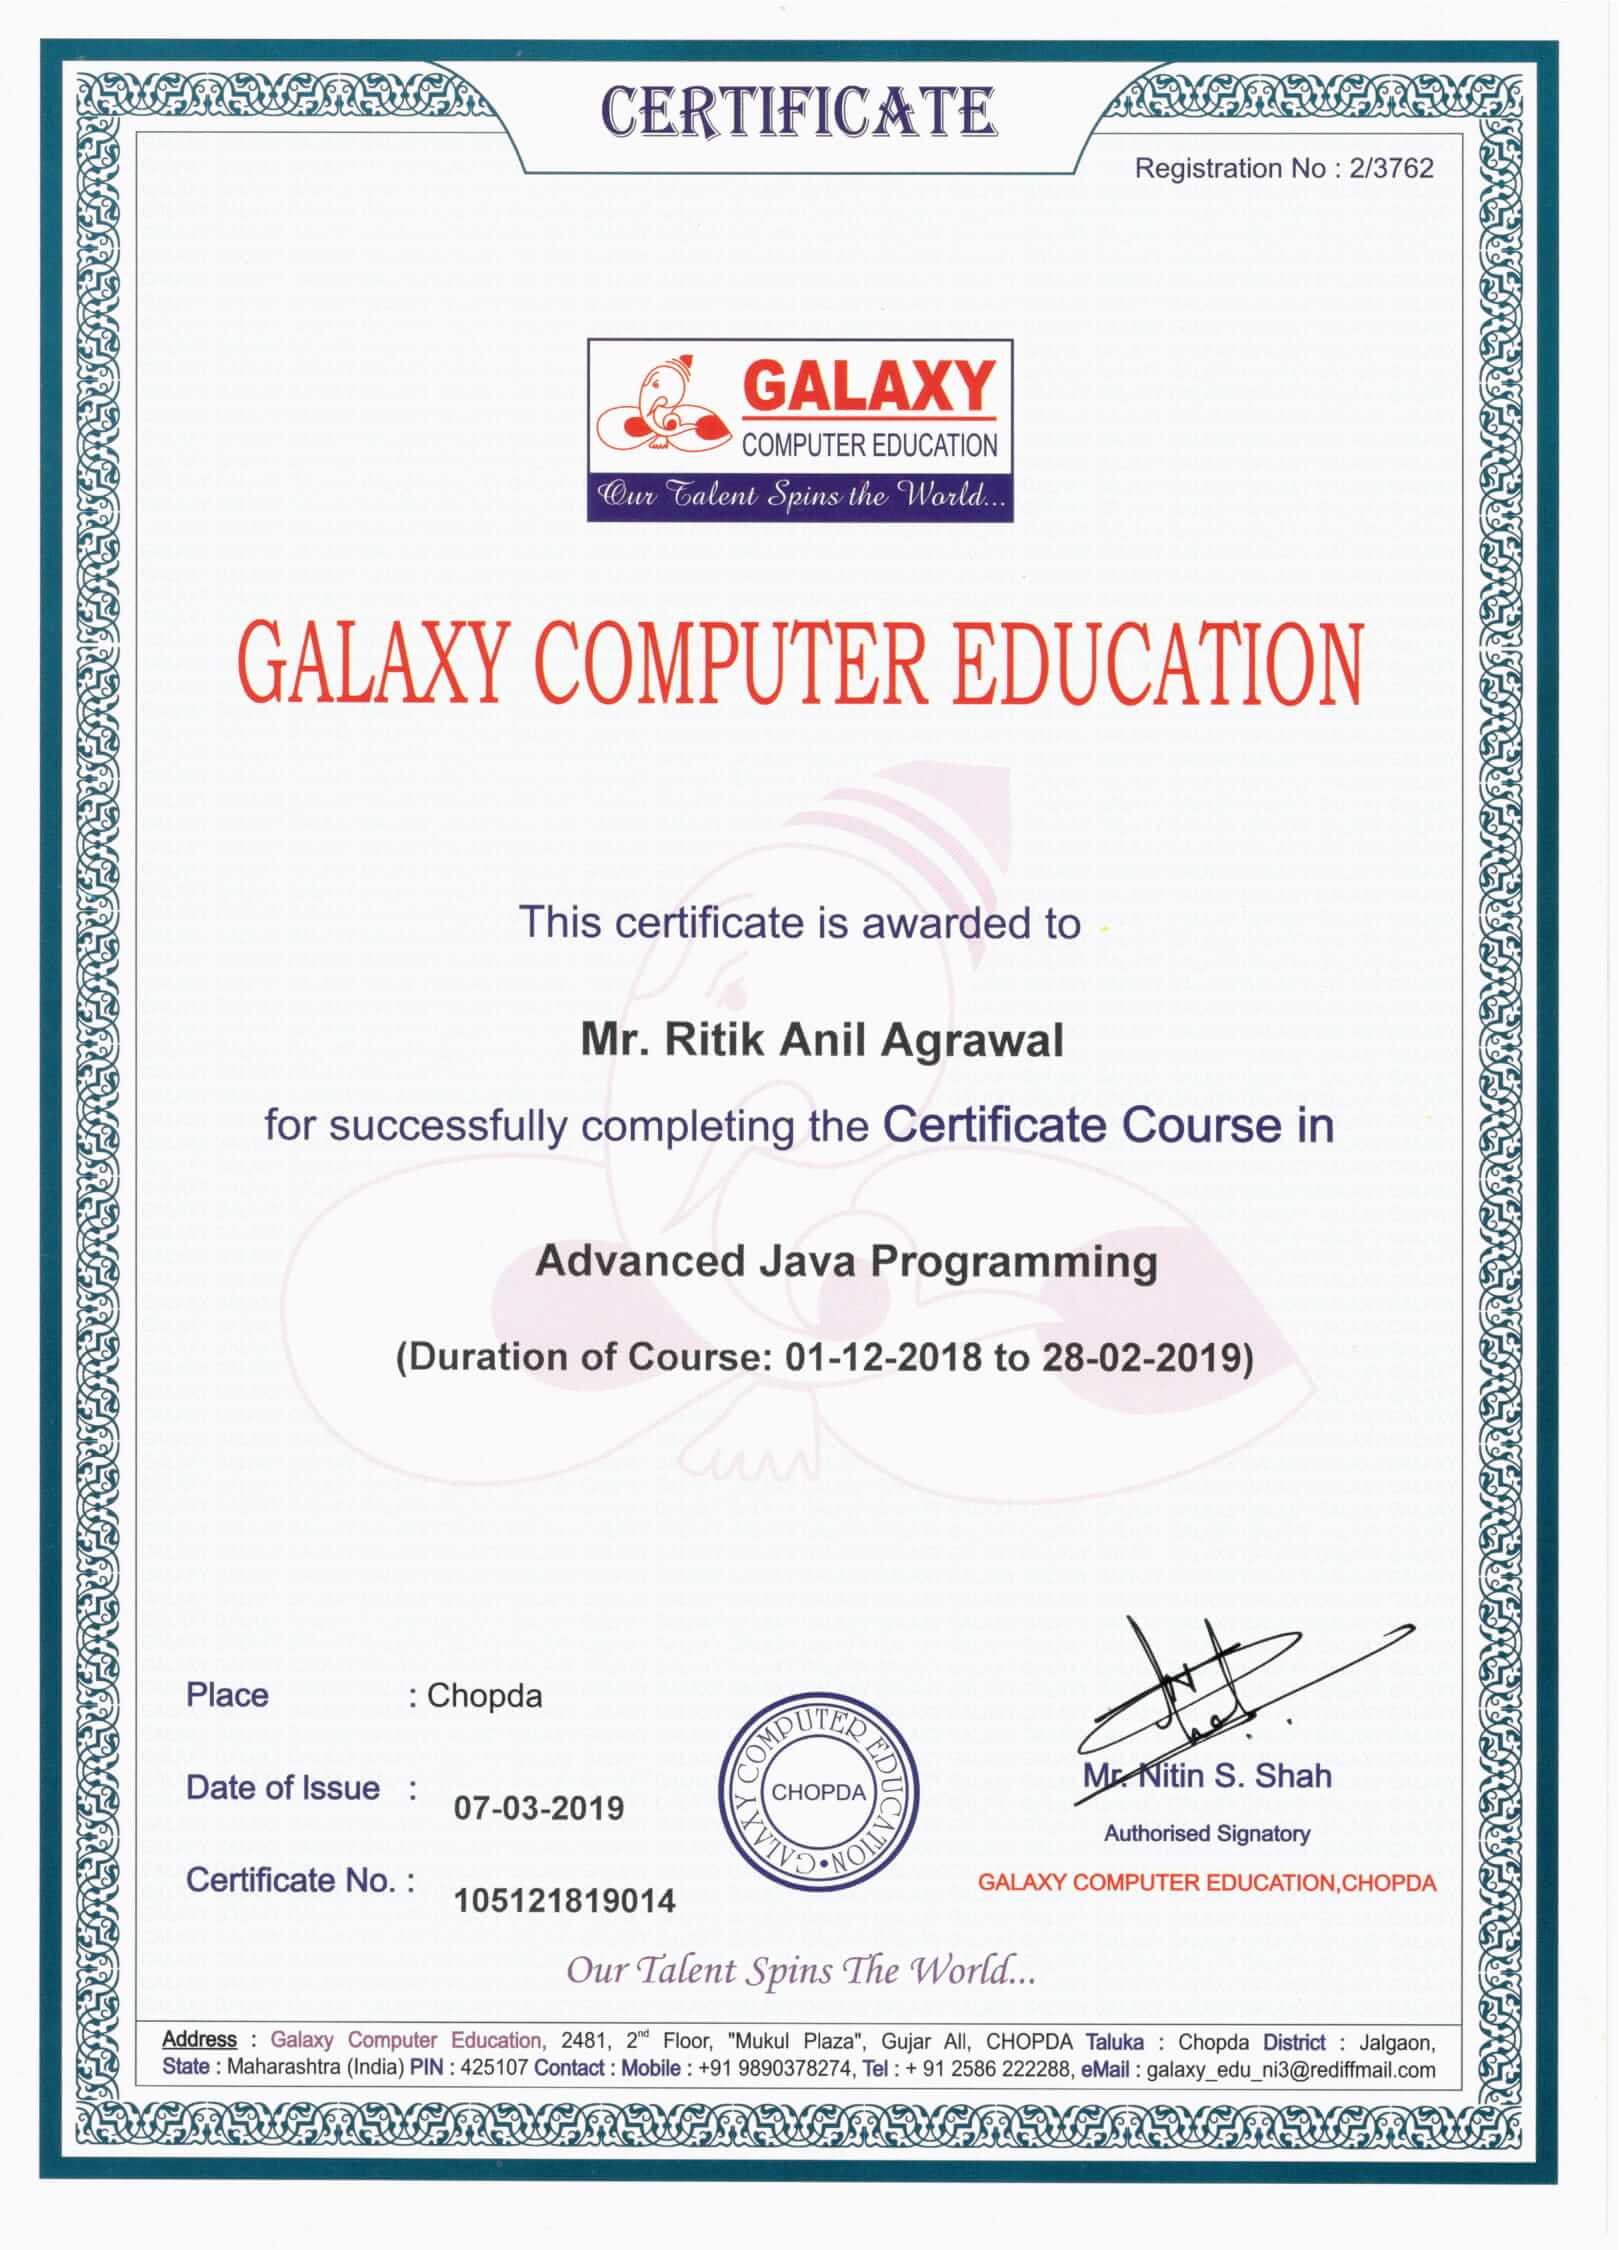 CERTIFICATE
Registration No : 2/3762
GALAXY
COMPUTER EDUCATION
Our Talent Spins the World...
GALAXY COMPUTER EDUCATION
This certificate is awarded to
Mr. Ritik Anil Agrawal
for successfully completing the Certificate Course in
Advanced Java Programming
(Duration of Course: 01-12-2018 to 28-02-2019)
Place : Chopda
Date of Issue : 07-03-2019
Certificate No. : 105121819014
GALAXY COMPUTER EDUCATION
CHOPDA
Mr. Nitin S. Shah
Authorised Signatory
GALAXY COMPUTER EDUCATION,CHOPDA
Our Talent Spins The World...
Address : Galaxy Computer Education, 2481, 2nd Floor, "Mukul Plaza", Gujar All, CHOPDA Taluka : Chopda District : Jalgaon,
State : Maharashtra (India) PIN : 425107 Contact : Mobile : +91 9890378274, Tel : + 91 2586 222288, eMail : galaxy_edu_ni3@rediffmail.com